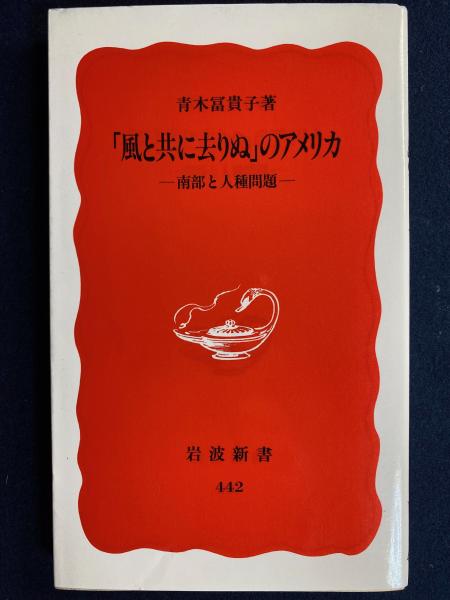 青木冨貴子著
「風と共に去りぬ」のアメリカ
—南部と人種問題—
岩波新書
442